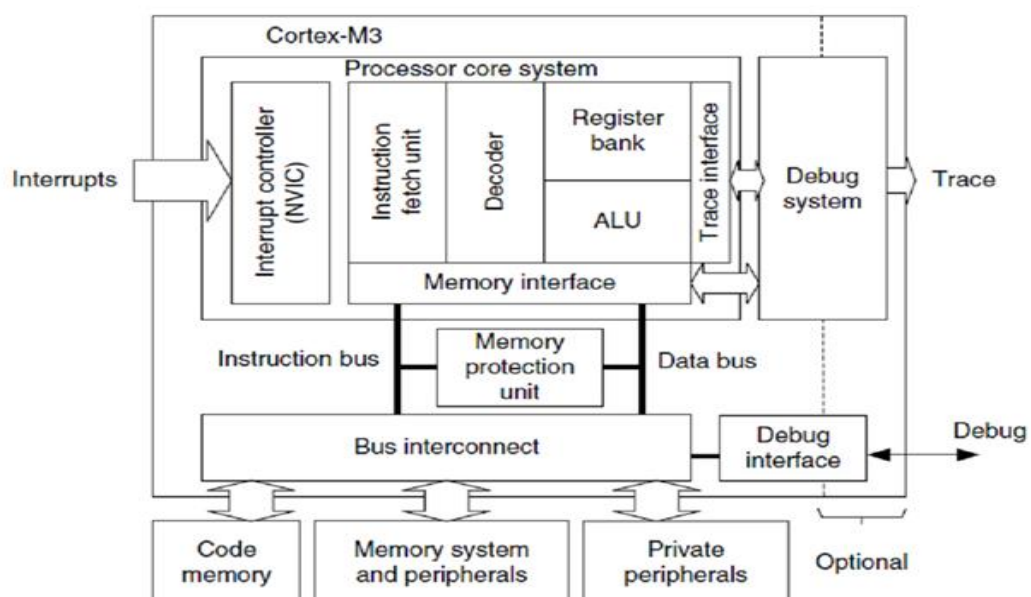 Cortex-M3
Processor core system
Interrupts
Interrupt controller
(NVIC)
Instruction
fetch unit
Decoder
Register
bank
ALU
Trace interface
Memory interface
Debug
system
Trace
Instruction bus
Memory
protection
unit
Data bus
Bus interconnect
Debug
interface
Debug
Code
memory
Memory system
and peripherals
Private
peripherals
Optional